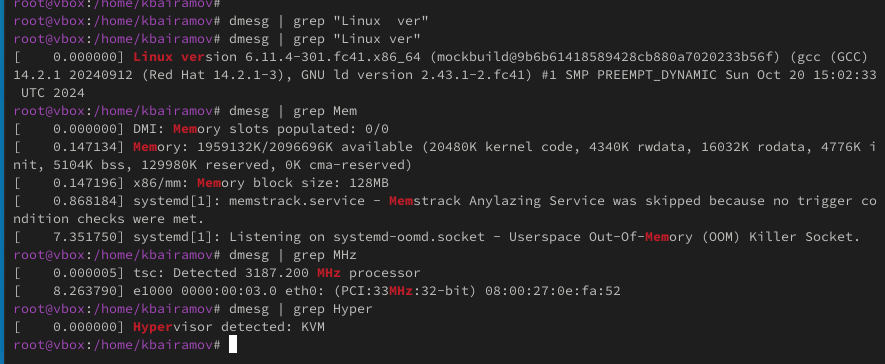 root@vbox:/home/kbairamov#
root@vbox:/home/kbairamov# dmesg | grep "Linux  ver"
root@vbox:/home/kbairamov# dmesg | grep "Linux ver"
[    0.000000] Linux version 6.11.4-301.fc41.x86_64 (mockbuild@9b6b61418589428cb880a7020233b56f) (gcc (GCC)
14.2.1 20240912 (Red Hat 14.2.1-3), GNU ld version 2.43.1-2.fc41) #1 SMP PREEMPT_DYNAMIC Sun Oct 20 15:02:33
 UTC 2024
root@vbox:/home/kbairamov# dmesg | grep Mem
[    0.000000] DMI: Memory slots populated: 0/0
[    0.147134] Memory: 1959132K/2096696K available (20480K kernel code, 4340K rwdata, 16032K rodata, 4776K i
nit, 5104K bss, 129980K reserved, 0K cma-reserved)
[    0.147196] x86/mm: Memory block size: 128MB
[    0.868184] systemd[1]: memstrack.service - Memstrack Anylazing Service was skipped because no trigger co
ndition checks were met.
[    7.351750] systemd[1]: Listening on systemd-oomd.socket - Userspace Out-Of-Memory (OOM) Killer Socket.
root@vbox:/home/kbairamov# dmesg | grep MHz
[    0.000005] tsc: Detected 3187.200 MHz processor
[    8.263790] e1000 0000:00:03.0 eth0: (PCI:33MHz:32-bit) 08:00:27:0e:fa:52
root@vbox:/home/kbairamov# dmesg | grep Hyper
[    0.000000] Hypervisor detected: KVM
root@vbox:/home/kbairamov#